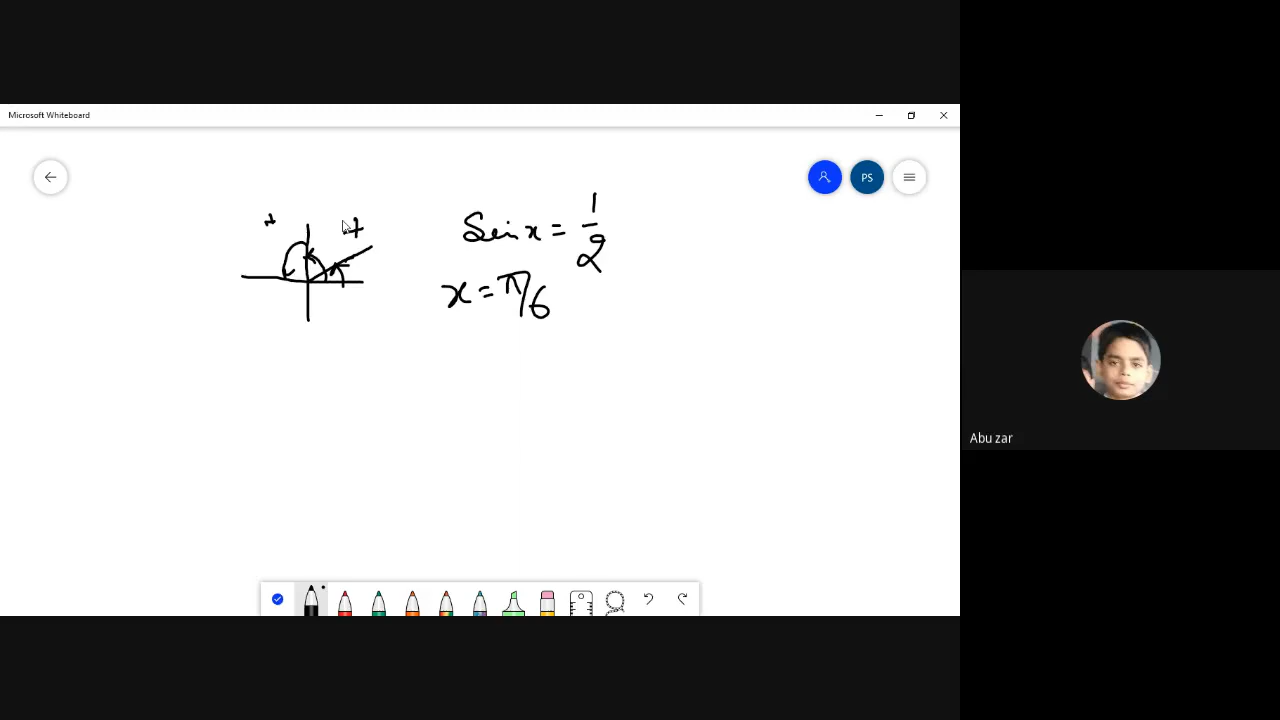 Microsoft Whiteboard
PS
+ +
Sin x = 1/2
x = π/6
Abu zar